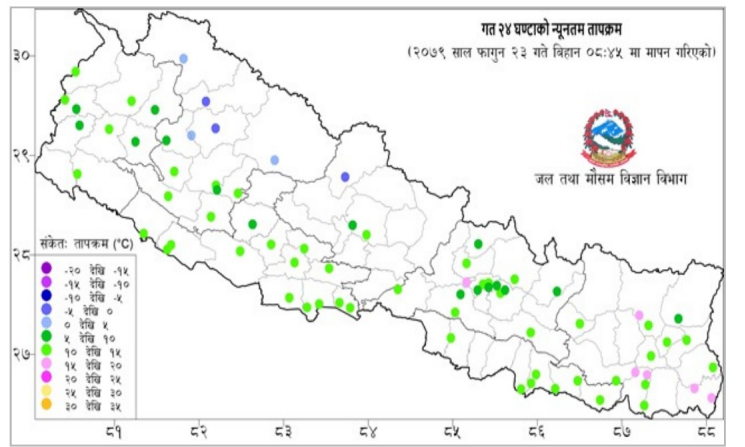 गत २४ घण्टाको न्यूनतम तापक्रम
(२०७९ साल फागुन २३ गते बिहान ०८:४५ मा मापन गरिएको)
जल तथा मौसम विज्ञान विभाग
३०
२९
२८
२७
संकेतः तापक्रम (°C)
-२० देखि -१५
-१५ देखि -१०
-१० देखि -५
-५ देखि ०
० देखि ५
५ देखि १०
१० देखि १५
१५ देखि २०
२० देखि २५
२५ देखि ३०
३० देखि ३५
८१ ८२ ८३ ८४ ८५ ८६ ८७ ८८